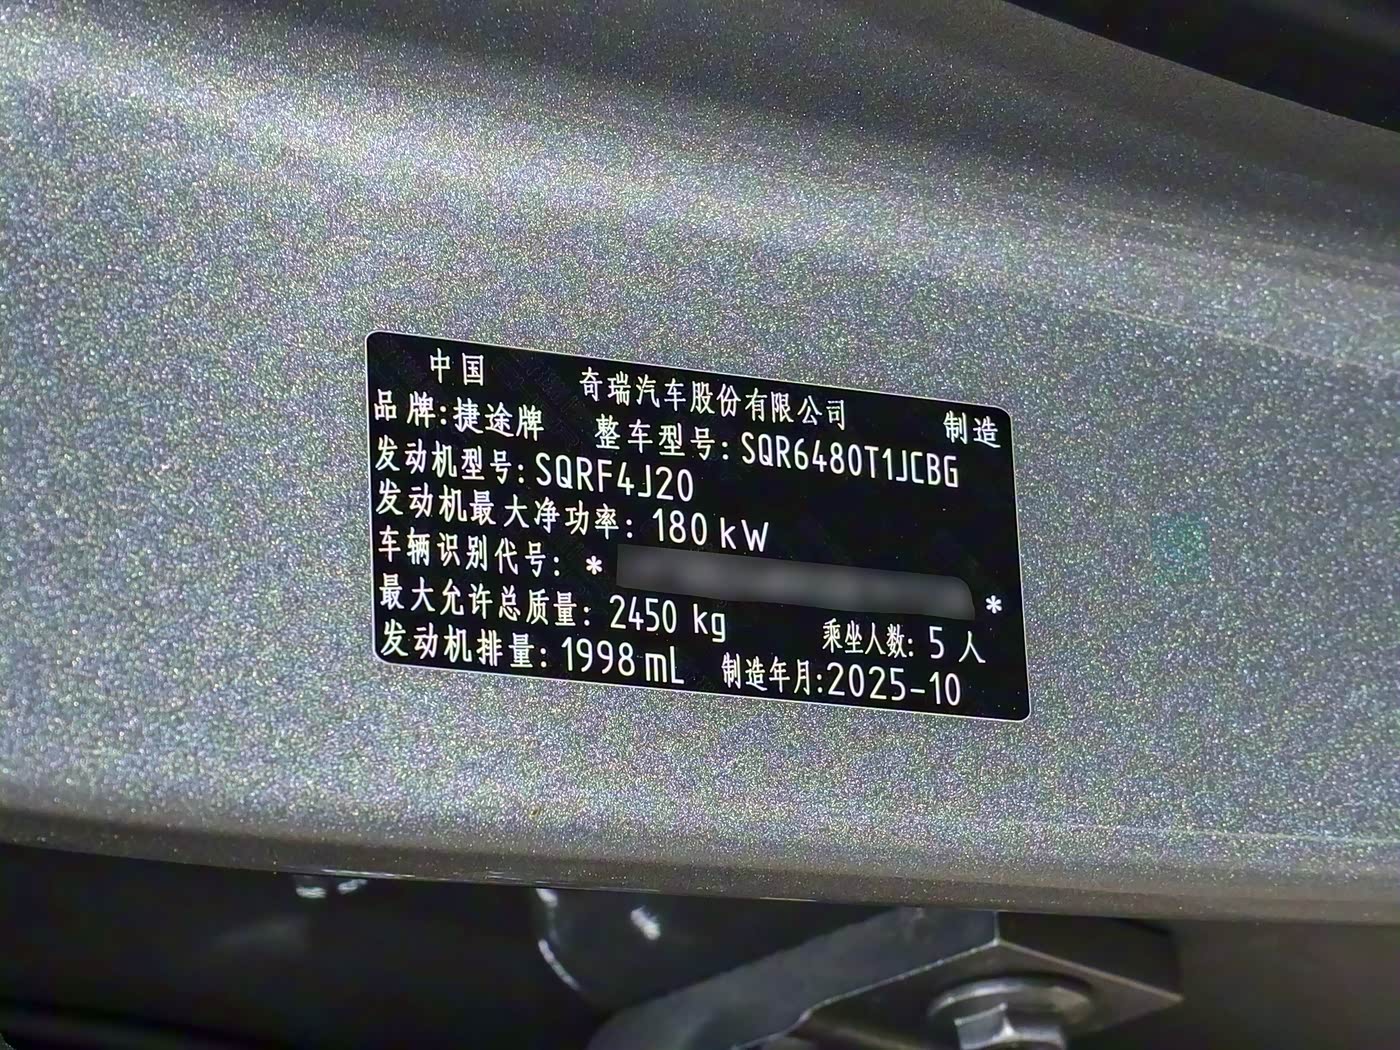 中国 奇瑞汽车股份有限公司 制造
品牌:捷途牌 整车型号:SQR6480T1JCBG
发动机型号:SQRF4J20
发动机最大净功率: 180 kW
车辆识别代号: * *
最大允许总质量: 2450 kg 乘坐人数: 5 人
发动机排量: 1998 mL 制造年月:2025-10